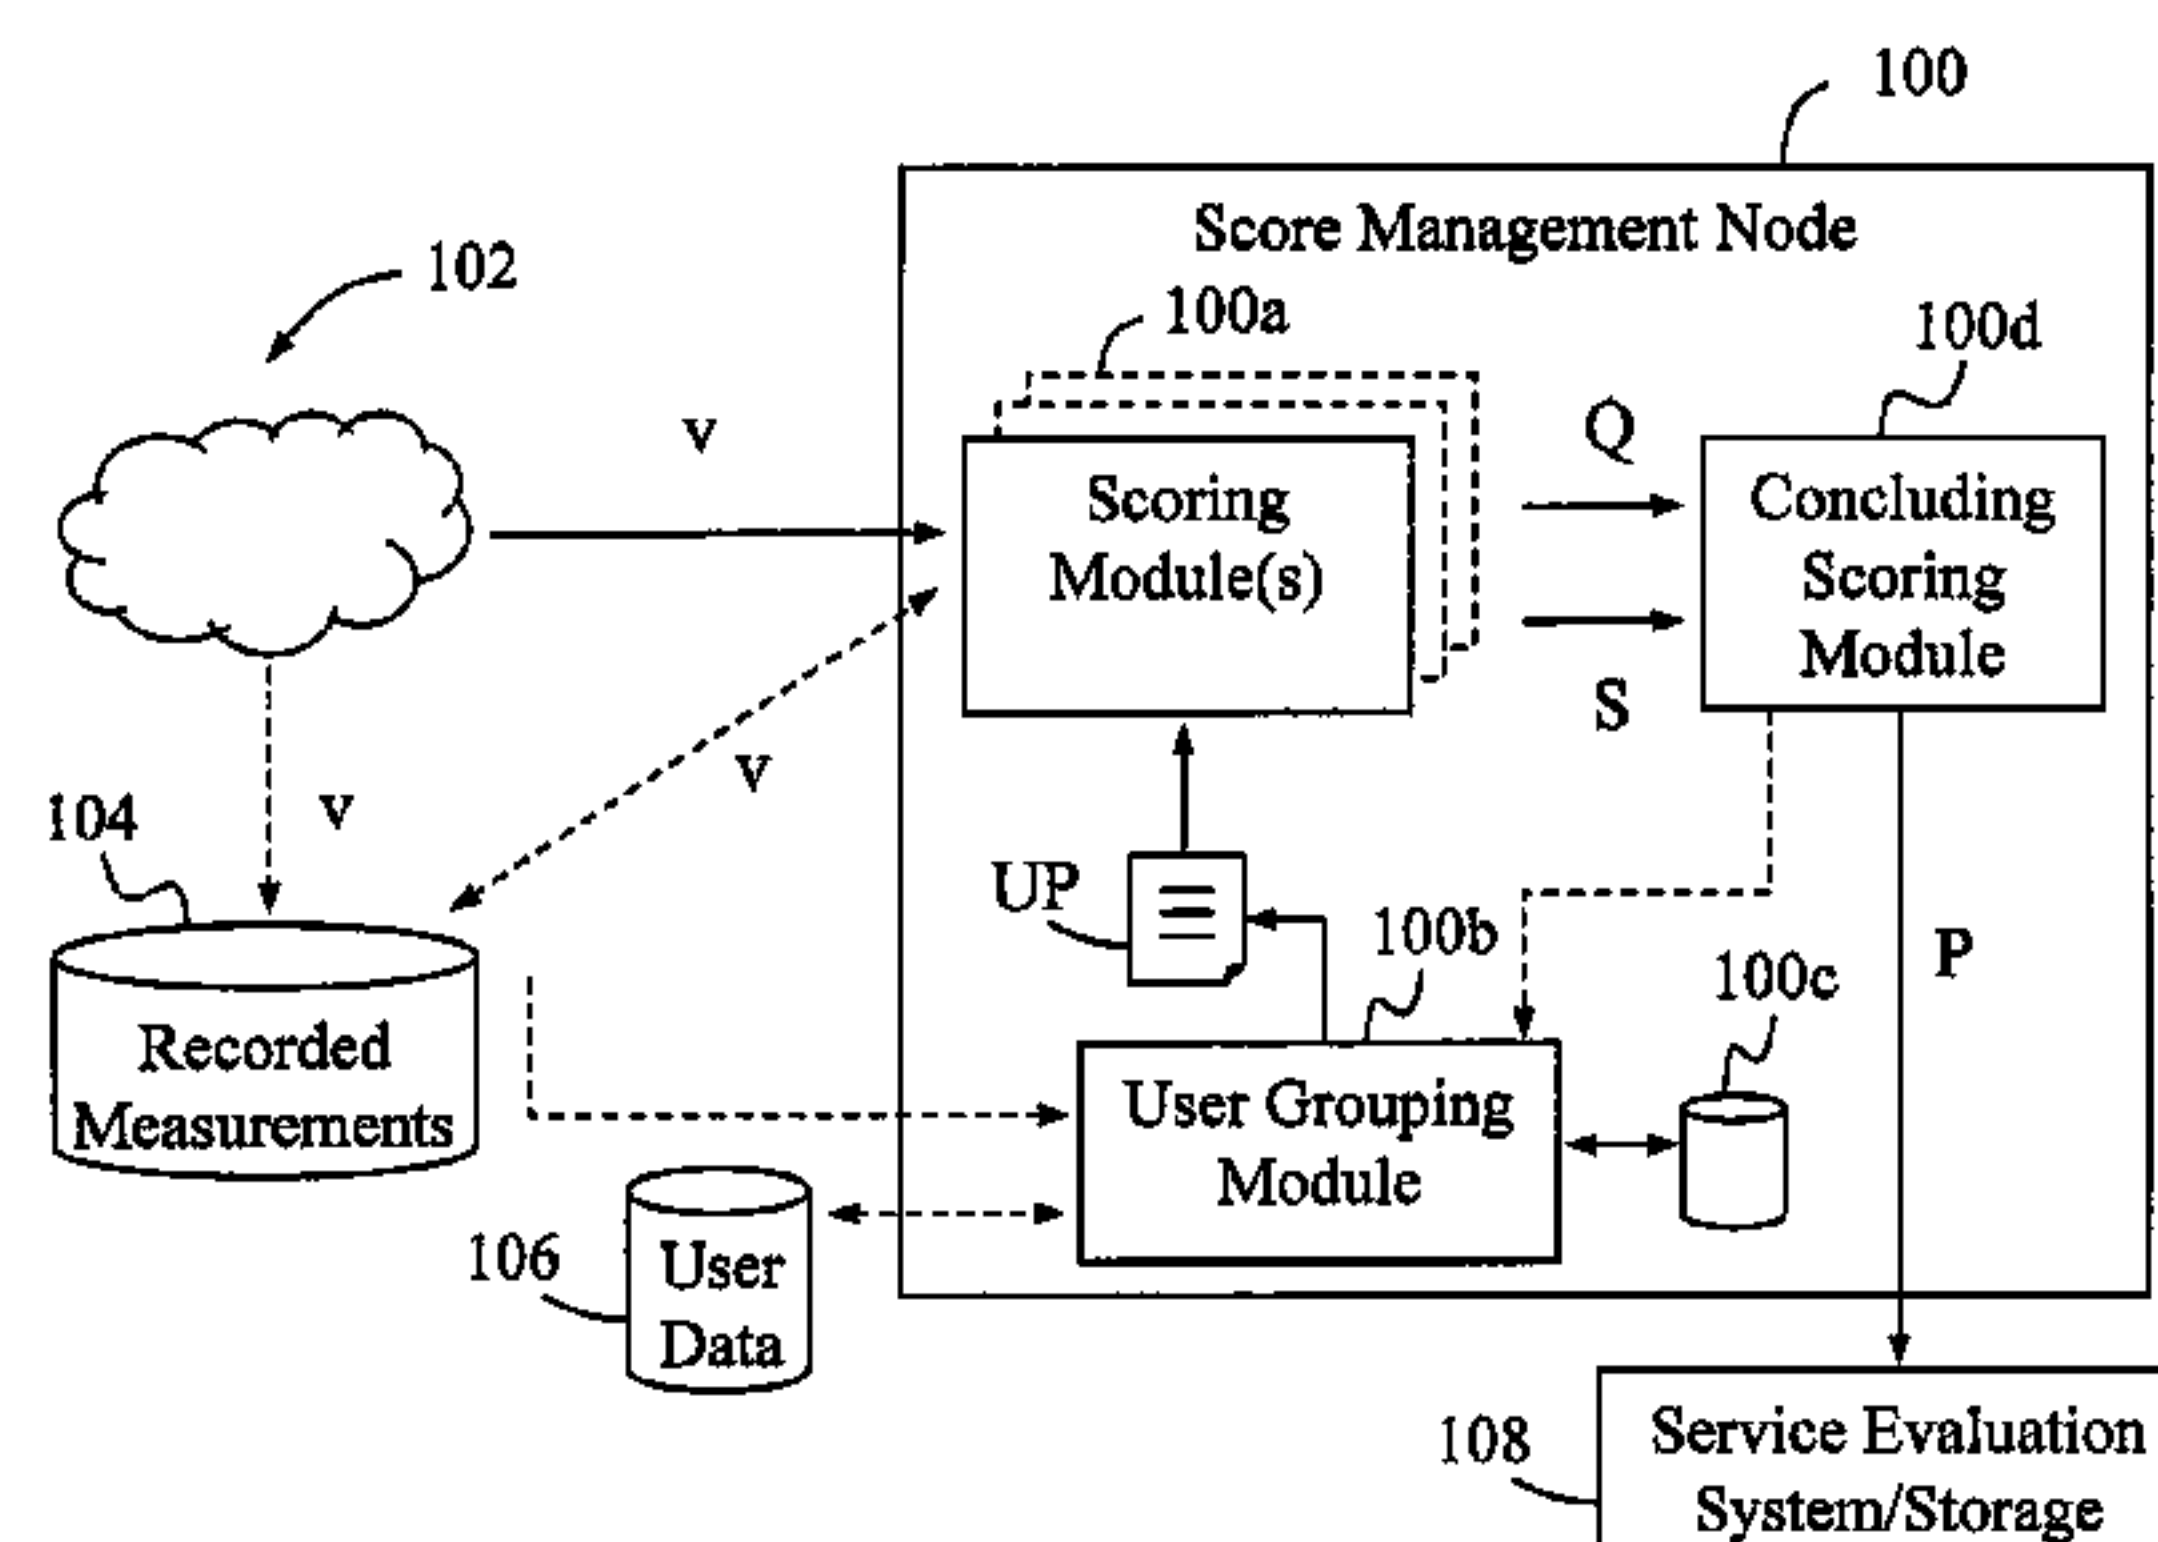 100
Score Management Node
102
100a
100d
v
Q
Scoring
Module(s)
Concluding
Scoring
Module
S
v
v
104
UP
100b
P
100c
Recorded
Measurements
User Grouping
Module
106
User
Data
108
Service Evaluation
System/Storage